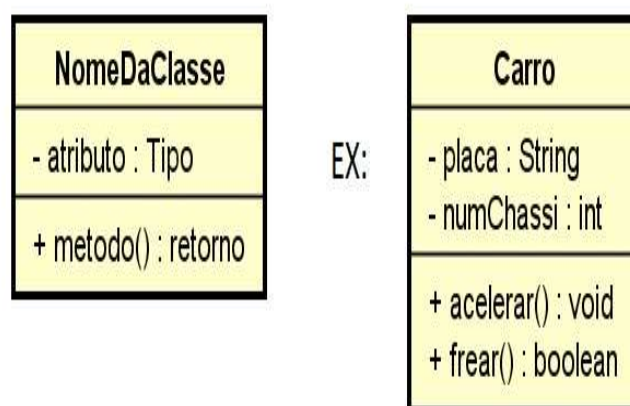 NomeDaClasse
- atributo : Tipo
+ metodo() : retorno
EX:
Carro
- placa : String
- numChassi : int
+ acelerar() : void
+ frear() : boolean